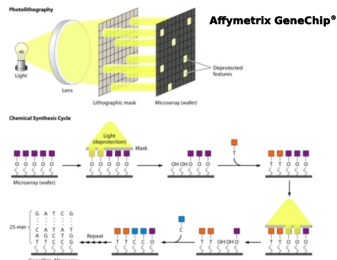 Photolithography
Affymetrix GeneChip®
Light
Lens
Lithographic mask
Microarray (wafer)
Deprotected
features
Chemical Synthesis Cycle
Light
(deprotection)
Mask
O O O O O
O O O O O
OH OH O O O
T
T T O O O
Microarray (wafer)
T T O O O
C
T T OH OH O
T T C C O
Repeat
25-mer
G A T C G
C A T A T
A G C T G
T T C C G